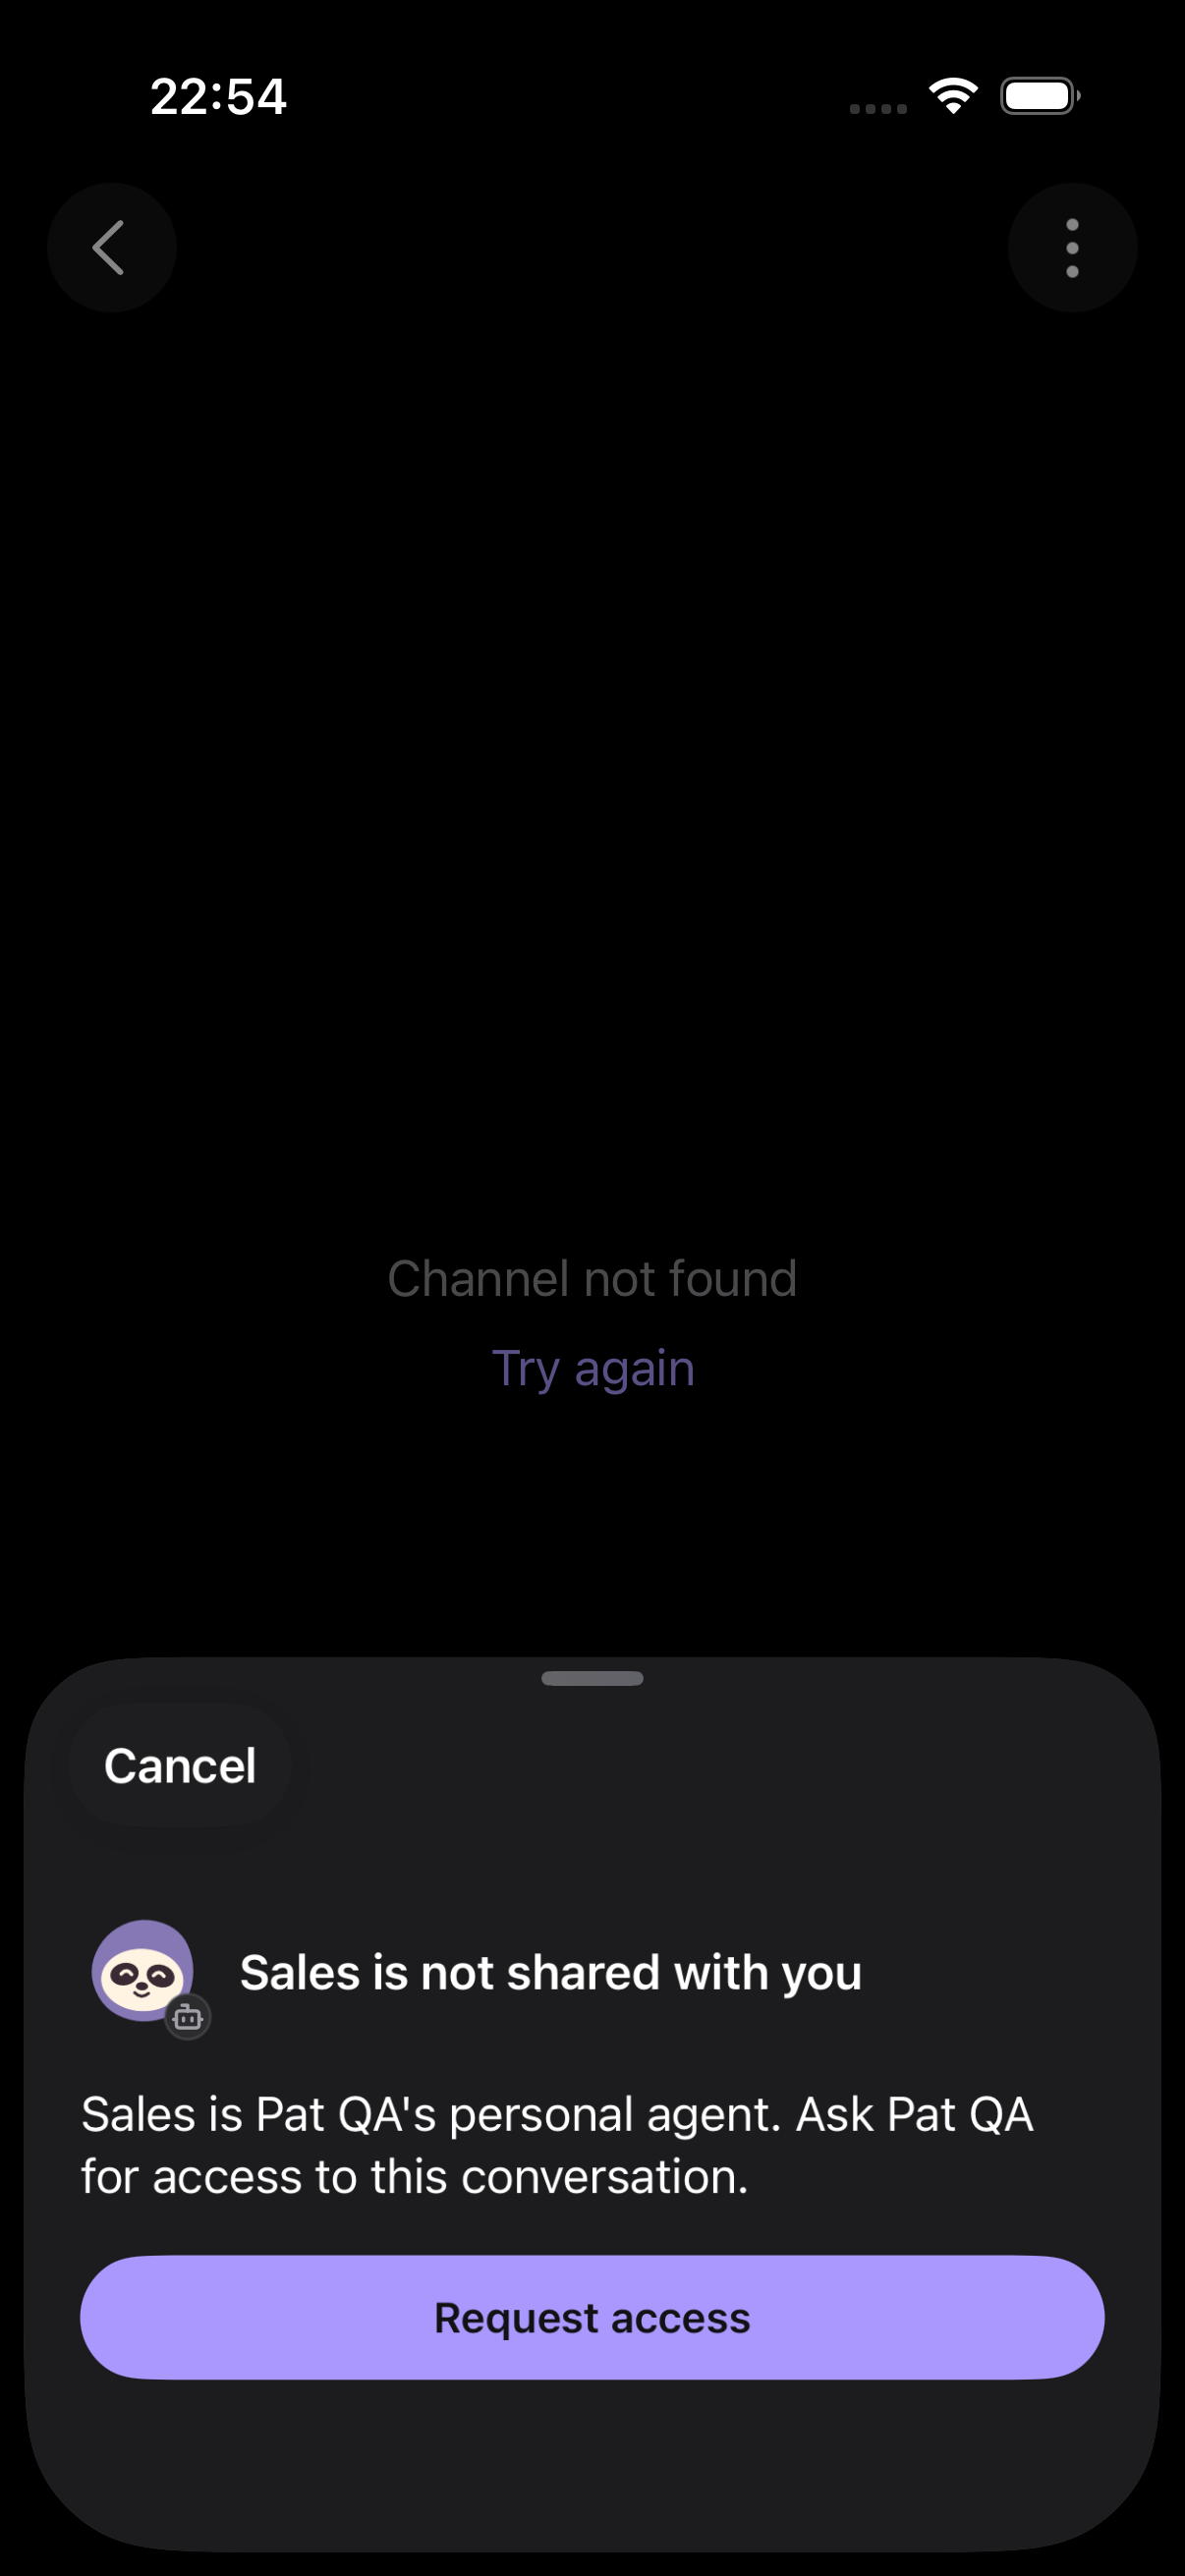 22:54
Channel not found
Try again
Cancel
Sales is not shared with you
Sales is Pat QA's personal agent. Ask Pat QA
for access to this conversation.
Request access